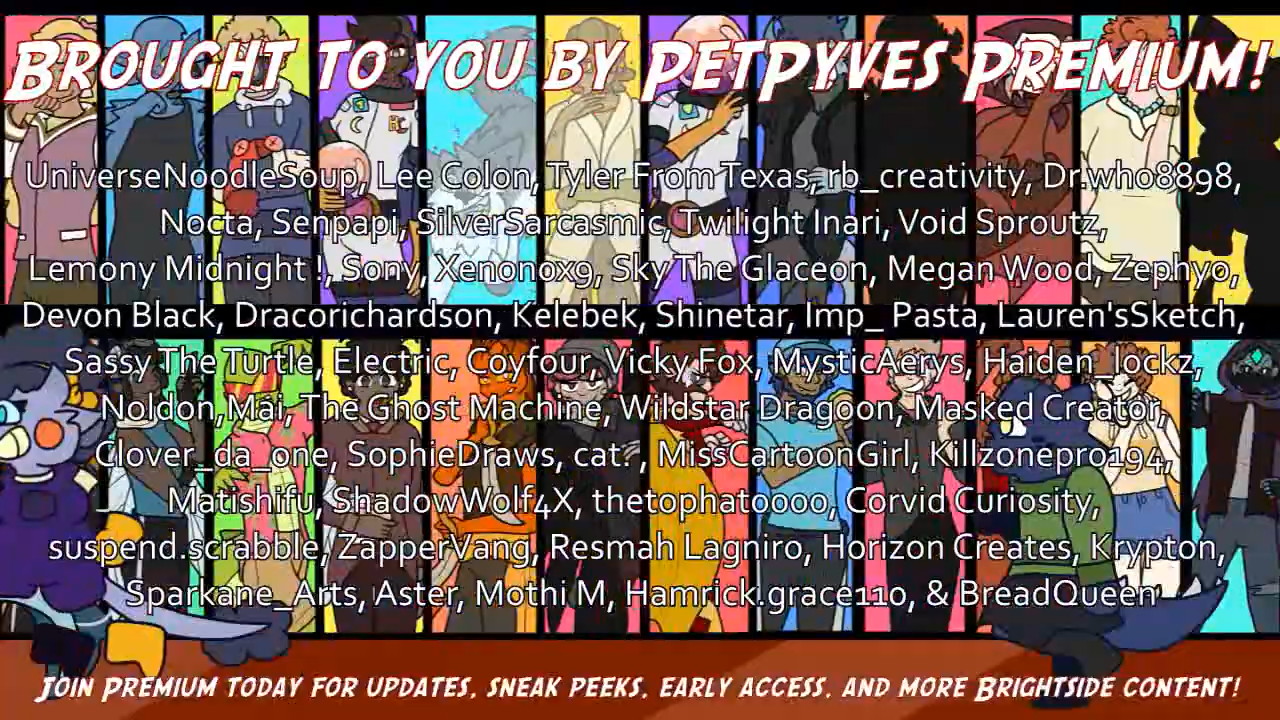 Brought to you by PetPyves Premium!
UniverseNoodleSoup, Lee Colon, Tyler From Texas, rb_creativity, Dr.who8898,
Nocta, Senpapi, SilverSarcasmic, Twilight Inari, Void Sproutz,
Lemony Midnight !, Sony, Xenonox9, Sky The Glaceon, Megan Wood, Zephyo,
Devon Black, Dracorichardson, Kelebek, Shinetar, Imp_ Pasta, Lauren'sSketch,
Sassy The Turtle, Electric, Coyfour, Vicky Fox, MysticAerys, Haiden_lockz,
Noldon, Mai, The Ghost Machine, Wildstar Dragoon, Masked Creator,
Clover_da_one, SophieDraws, cat! , MissCartoonGirl, Killzonepro194,
Matishifu, ShadowWolf4X, thetophatoooo, Corvid Curiosity,
suspend.scrabble, ZapperVang, Resmah Lagniro, Horizon Creates, Krypton,
Sparkane_Arts, Aster, Mothi M, Hamrick.grace110, & BreadQueen
Join Premium today for updates, sneak peeks, early access, and more Brightside content!